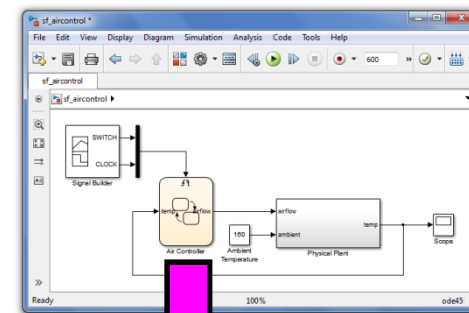 sf_aircontrol *
File Edit View Display Diagram Simulation Analysis Code Tools Help
600
»
sf_aircontrol
sf_aircontrol
SWITCH
CLOCK
Signal Builder
temp
airflow
Air Controller
160
Ambient
Temperature
airflow
ambient
temp
Physical Plant
Scope
»
Ready
100%
ode45